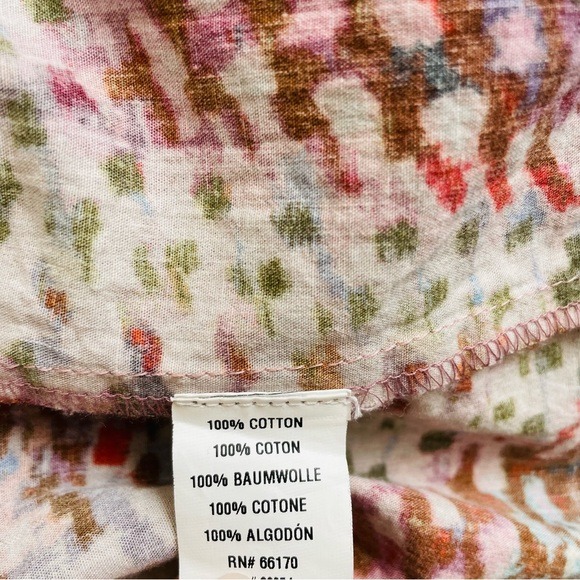 100% COTTON
100% COTON
100% BAUMWOLLE
100% COTONE
100% ALGODÓN
RN# 66170